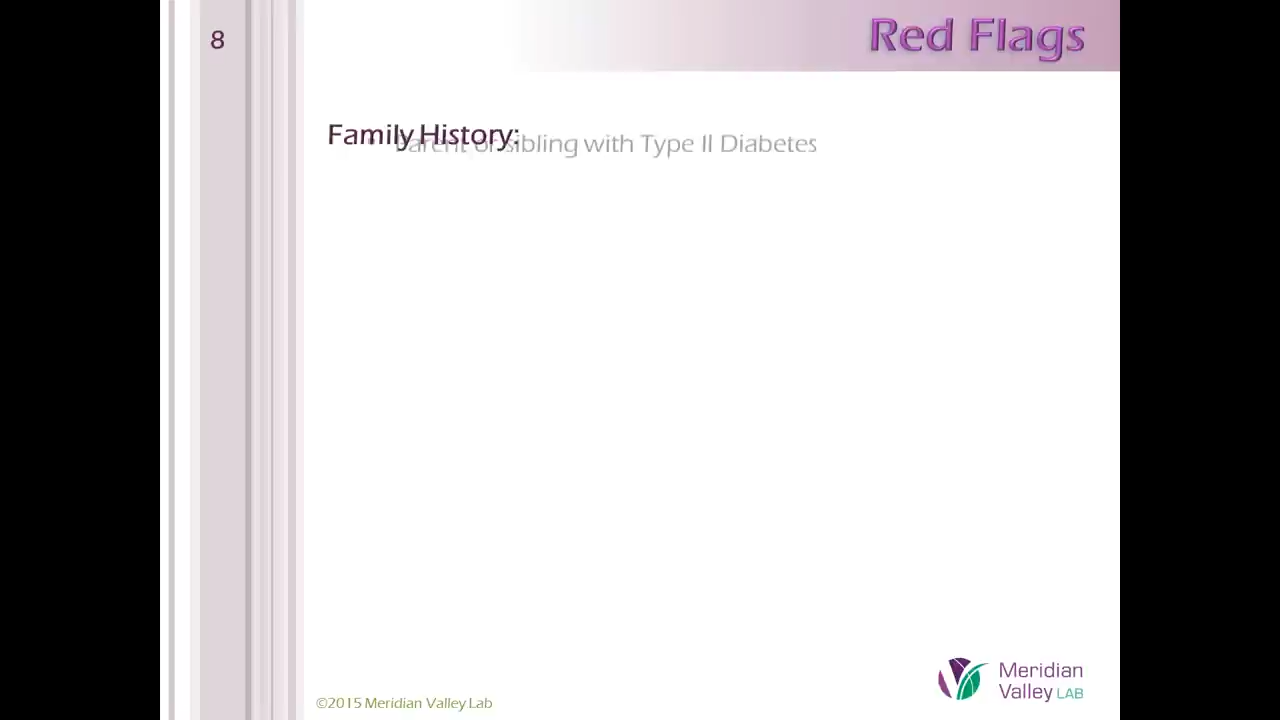 8
Red Flags
Family History:
• Parent or sibling with Type II Diabetes
Meridian
Valley LAB
©2015 Meridian Valley Lab